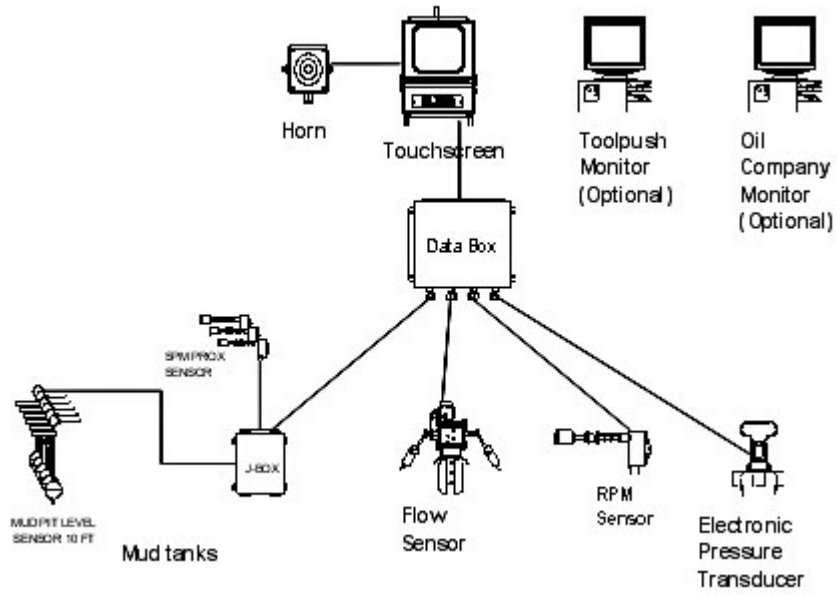 Horn
Touchscreen
Toolpush
Monitor
(Optional)
Oil
Company
Monitor
(Optional)
Data Box
SPM PROX
SENSOR
J-BOX
MUD PIT LEVEL
SENSOR 10 FT
Mud tanks
Flow
Sensor
RPM
Sensor
Electronic
Pressure
Transducer